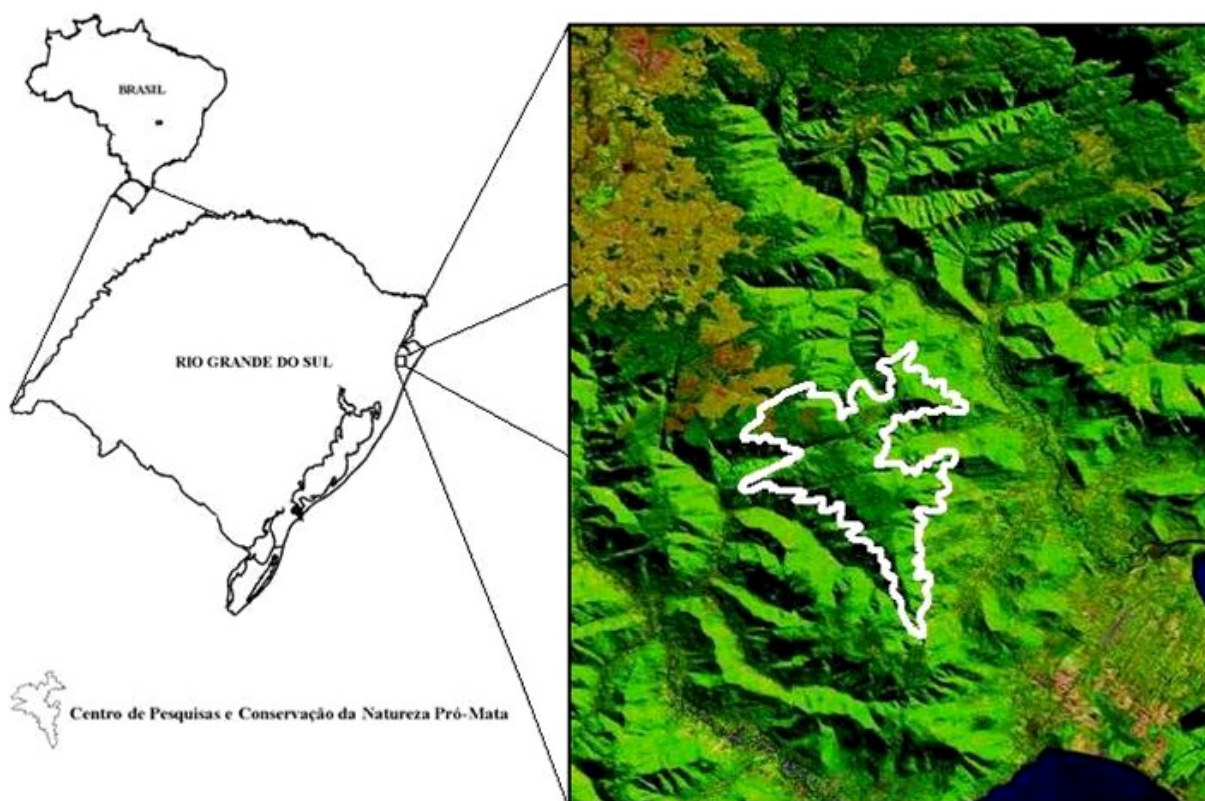 BRASIL
RIO GRANDE DO SUL
Centro de Pesquisas e Conservação da Natureza Pró-Mata